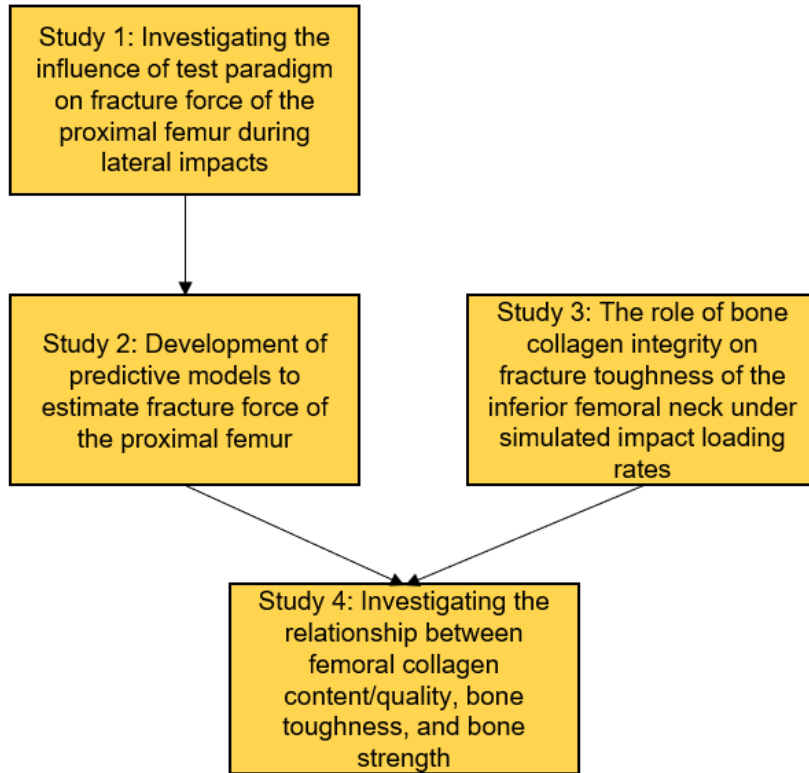 Study 1: Investigating the
influence of test paradigm
on fracture force of the
proximal femur during
lateral impacts
Study 2: Development of
predictive models to
estimate fracture force of
the proximal femur
Study 3: The role of bone
collagen integrity on
fracture toughness of the
inferior femoral neck under
simulated impact loading
rates
Study 4: Investigating the
relationship between
femoral collagen
content/quality, bone
toughness, and bone
strength